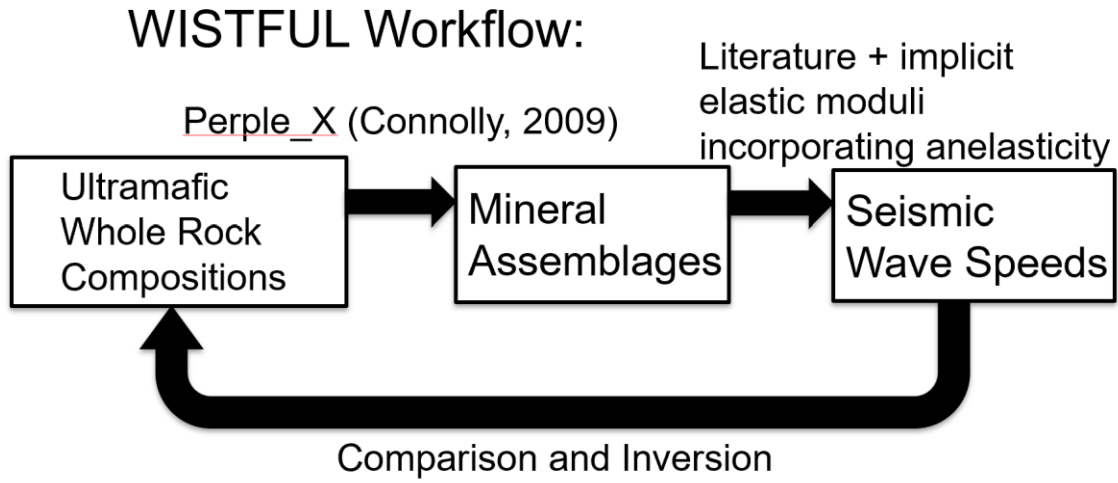 WISTFUL Workflow:
Perple_X (Connolly, 2009)
Literature + implicit
elastic moduli
incorporating anelasticity
Ultramafic
Whole Rock
Compositions
Mineral
Assemblages
Seismic
Wave Speeds
Comparison and Inversion